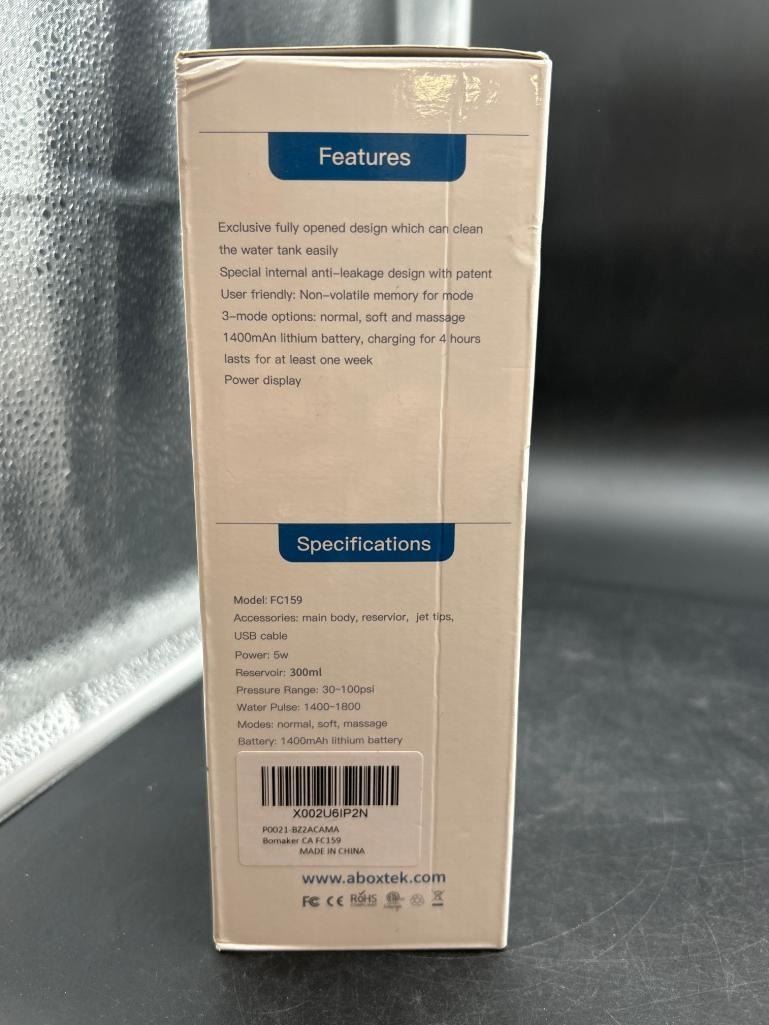 Features
Exclusive fully opened design which can clean
the water tank easily
Special internal anti-leakage design with patent
User friendly: Non-volatile memory for mode
3-mode options: normal, soft and massage
1400mAn lithium battery, charging for 4 hours
lasts for at least one week
Power display
Specifications
Model: FC159
Accessories: main body, reservior, jet tips,
USB cable
Power: 5w
Reservoir: 300ml
Pressure Range: 30-100psi
Water Pulse: 1400-1800
Modes: normal, soft, massage
Battery: 1400mAh lithium battery
X002U6IP2N
P0021-BZ2ACAMA
Bomaker CA FC159
MADE IN CHINA
www.aboxtek.com
FC CE RoHS